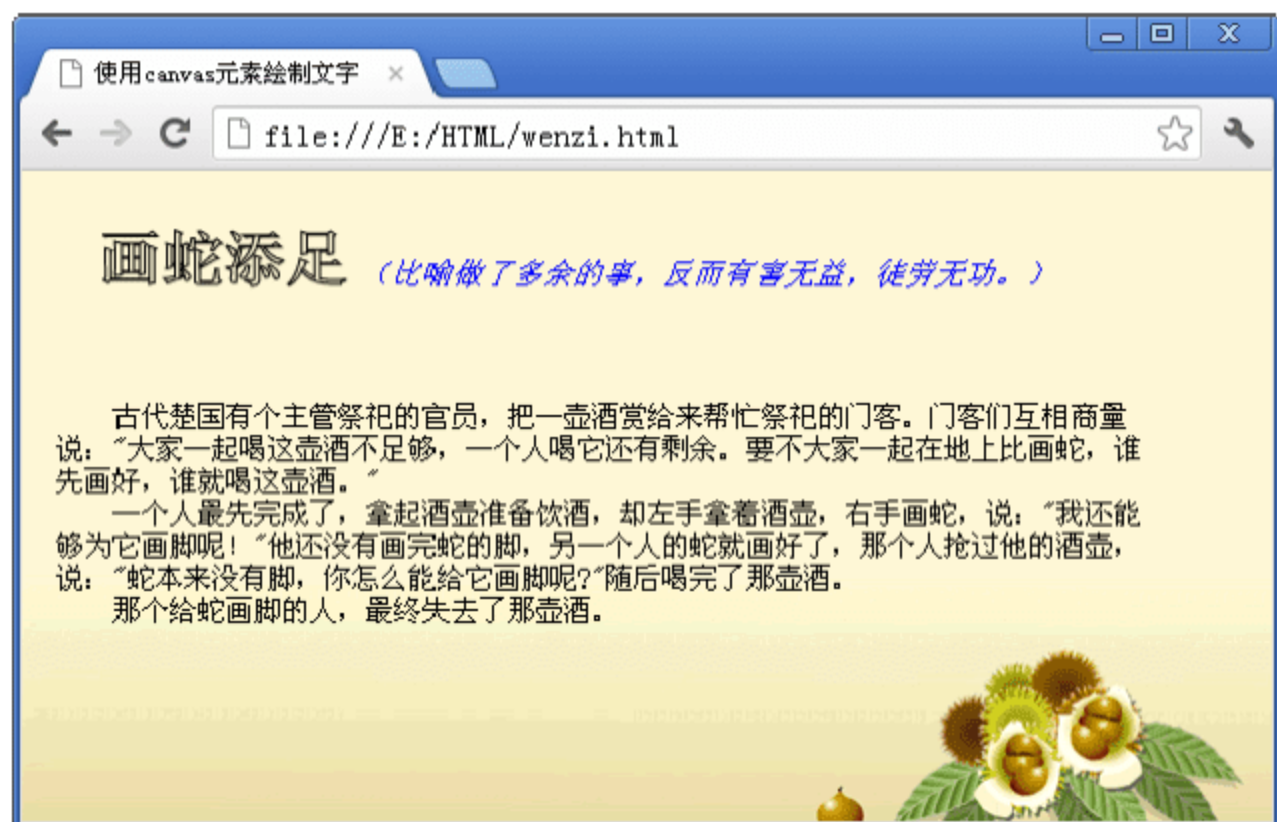 使用canvas元素绘制文字
file:///E:/HTML/wenzi.html
画蛇添足 （比喻做了多余的事，反而有害无益，徒劳无功。）
古代楚国有个主管祭祀的官员，把一壶酒赏给来帮忙祭祀的门客。门客们互相商量
说："大家一起喝这壶酒不足够，一个人喝它还有剩余。要不大家一起在地上比画蛇，谁
先画好，谁就喝这壶酒。"
一个人最先完成了，拿起酒壶准备饮酒，却左手拿着酒壶，右手画蛇，说："我还能
够为它画脚呢！"他还没有画完蛇的脚，另一个人的蛇就画好了，那个人抢过他的酒壶，
说："蛇本来没有脚，你怎么能给它画脚呢?"随后喝完了那壶酒。
那个给蛇画脚的人，最终失去了那壶酒。